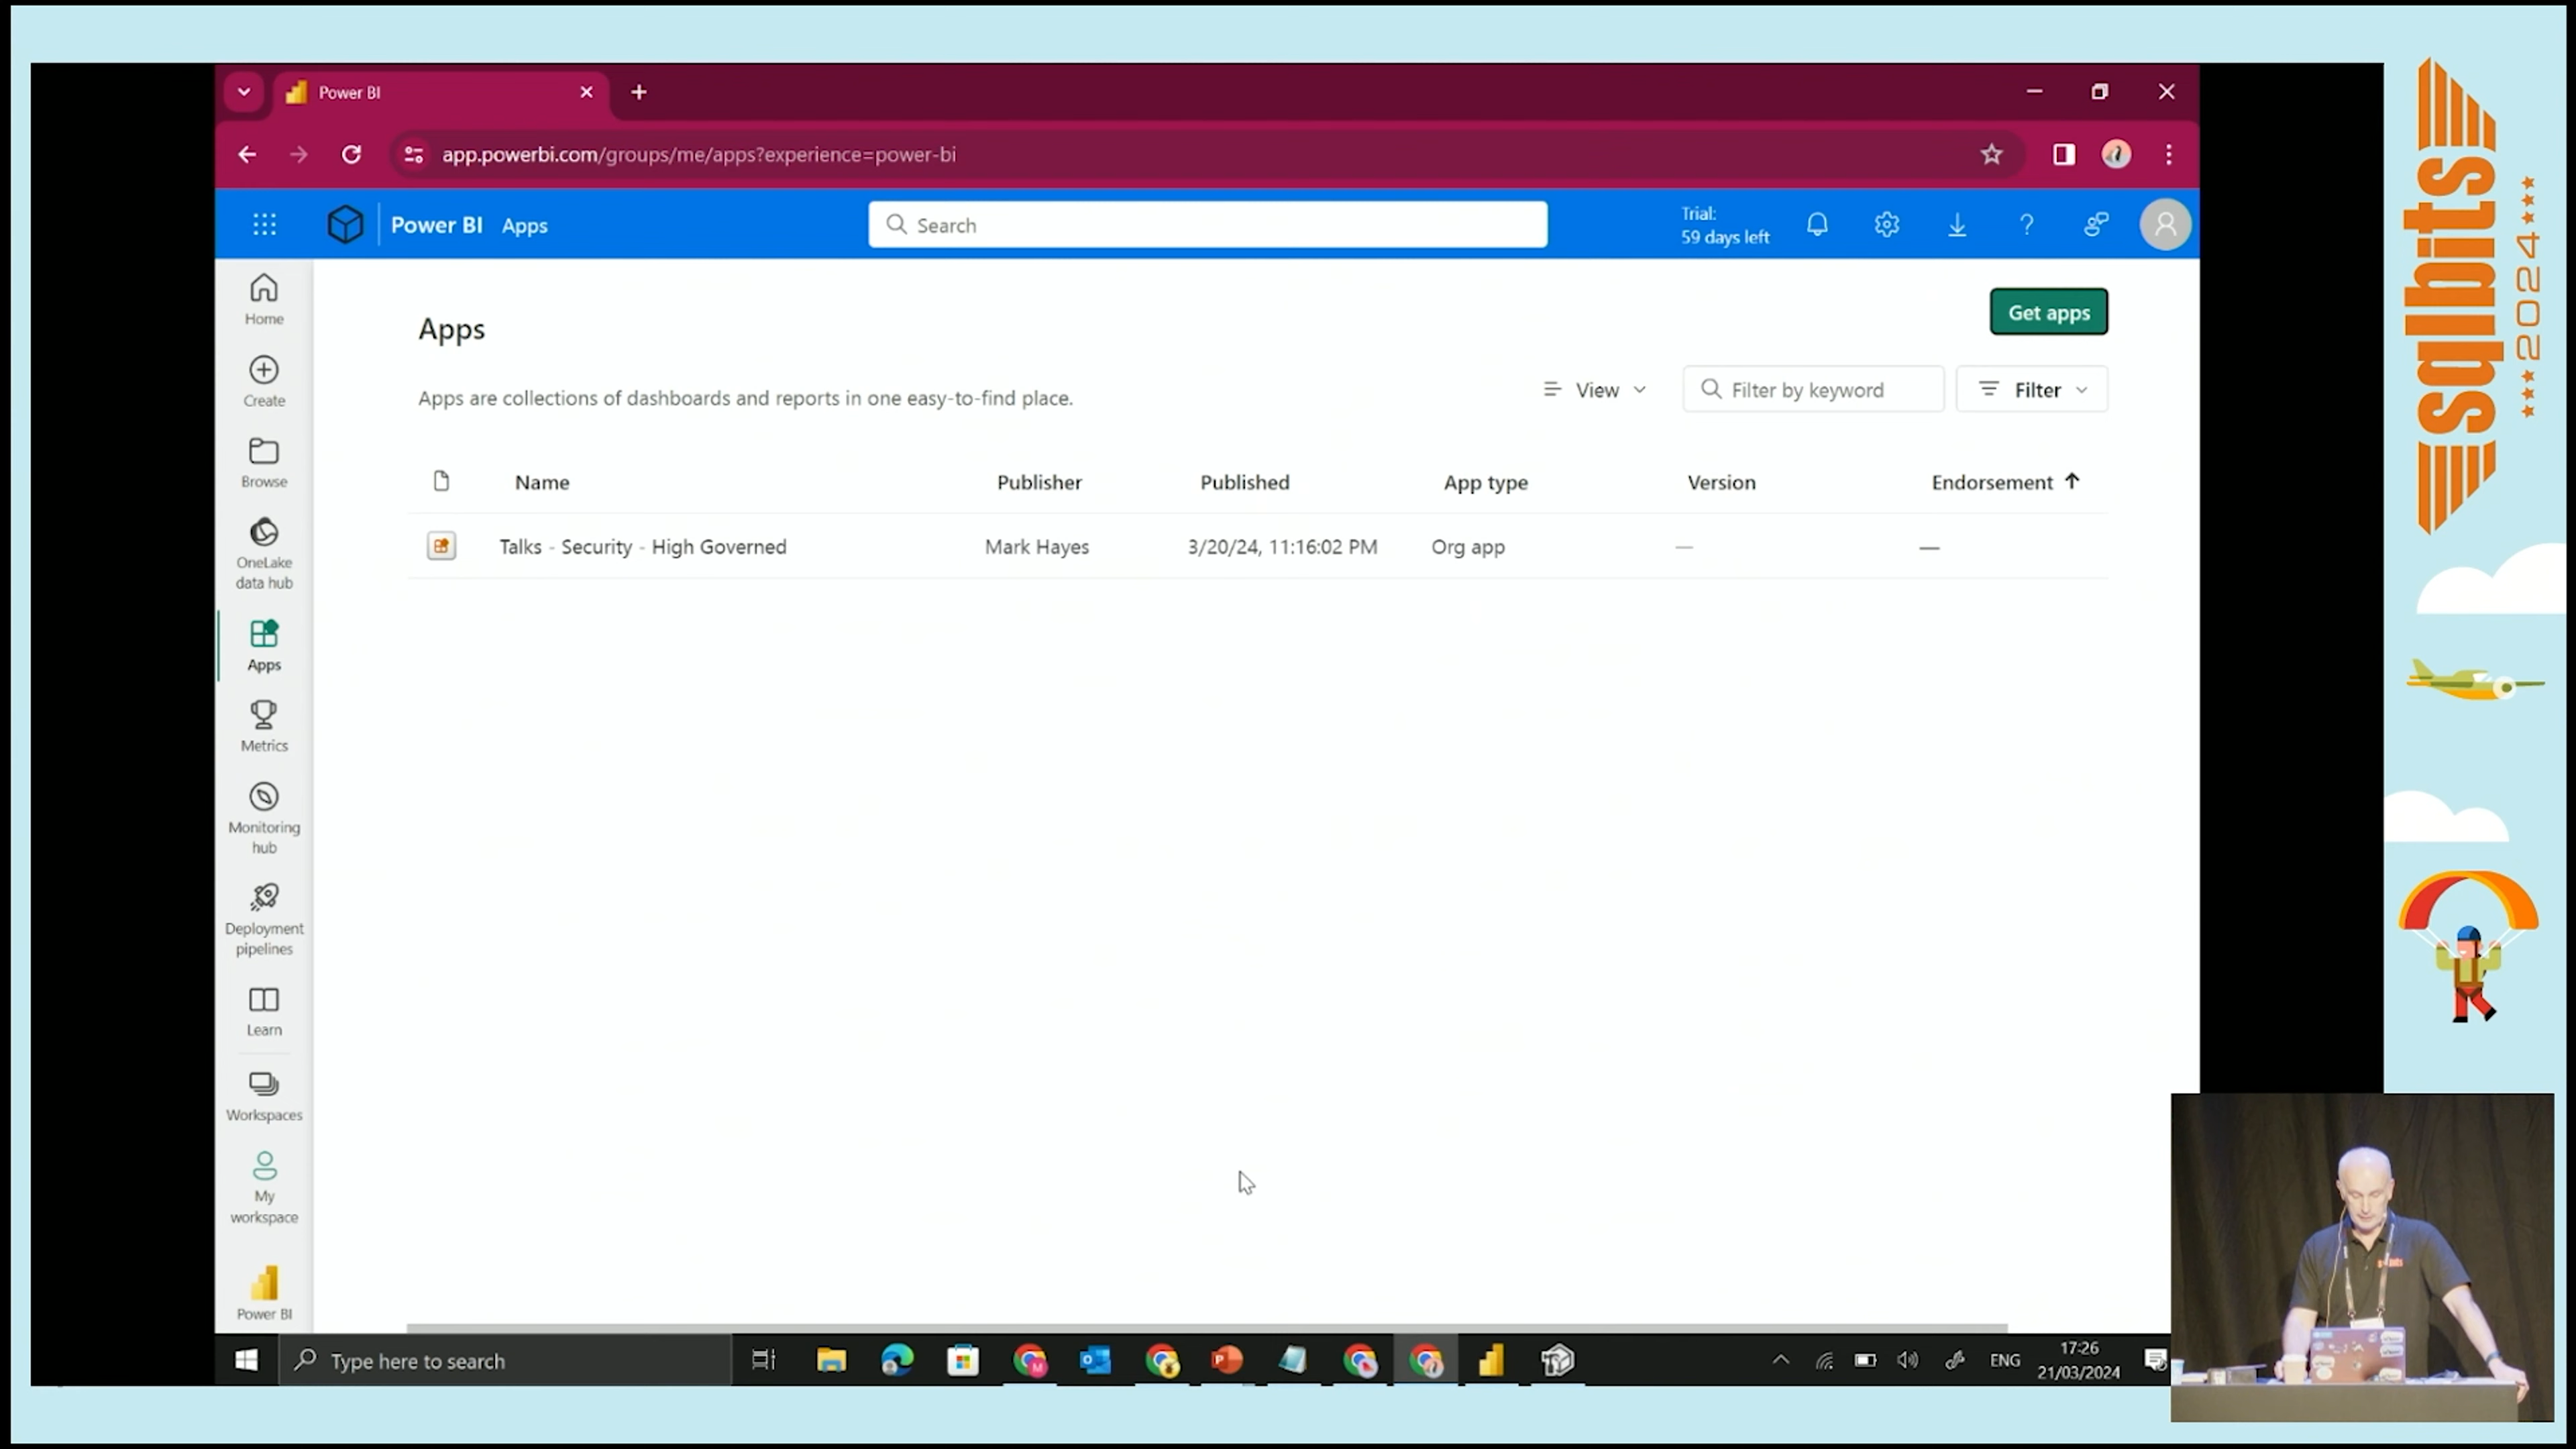 Power BI
app.powerbi.com/groups/me/apps?experience=power-bi
Power BI Apps
Search
Trial:
59 days left
Home
Create
Browse
OneLake
data hub
Apps
Metrics
Monitoring
hub
Deployment
pipelines
Learn
Workspaces
My
workspace
Power BI
Apps
Get apps
Apps are collections of dashboards and reports in one easy-to-find place.
View
Filter by keyword
Filter
Name Publisher Published App type Version Endorsement
Talks - Security - High Governed Mark Hayes 3/20/24, 11:16:02 PM Org app — —
Type here to search
ENG
17:26
21/03/2024
sqlbits
2024